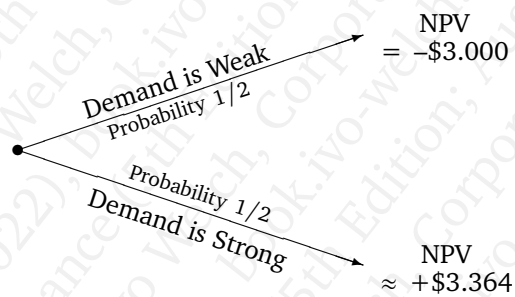 NPV
= –$3.000
Demand is Weak
Probability 1/2
Probability 1/2
Demand is Strong
NPV
≈ +$3.364